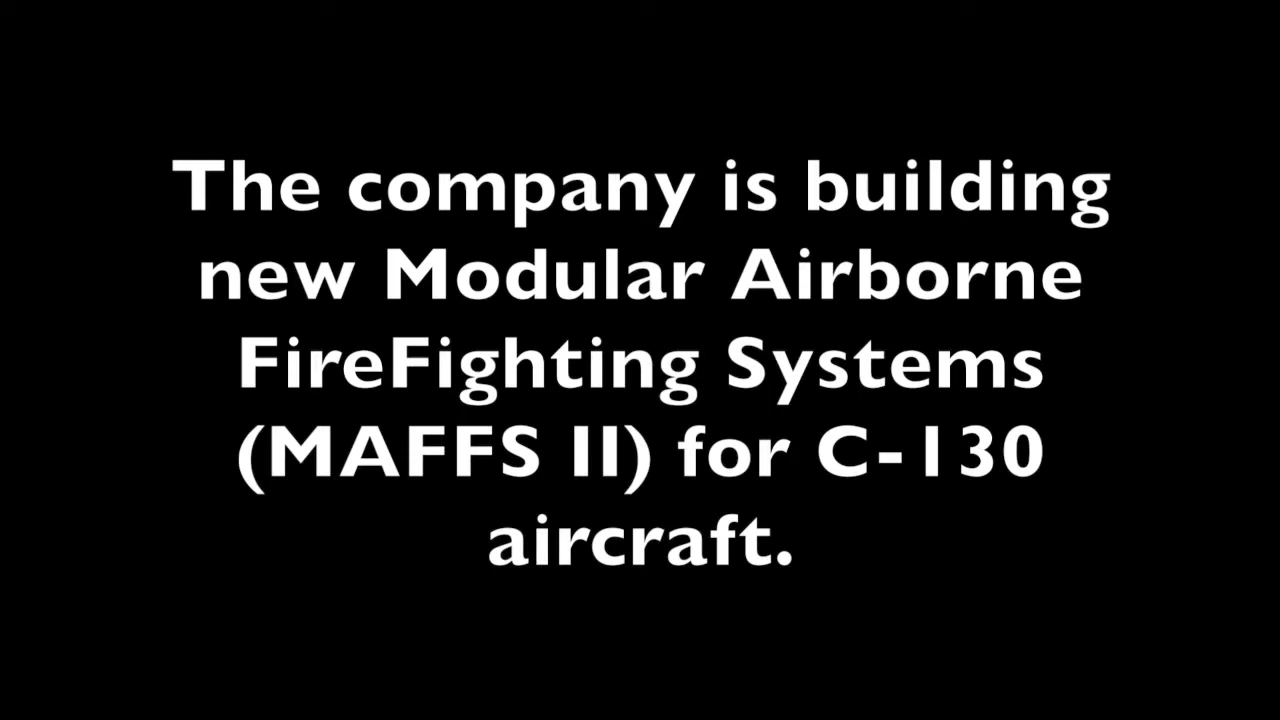 The company is building
new Modular Airborne
FireFighting Systems
(MAFFS II) for C-130
aircraft.